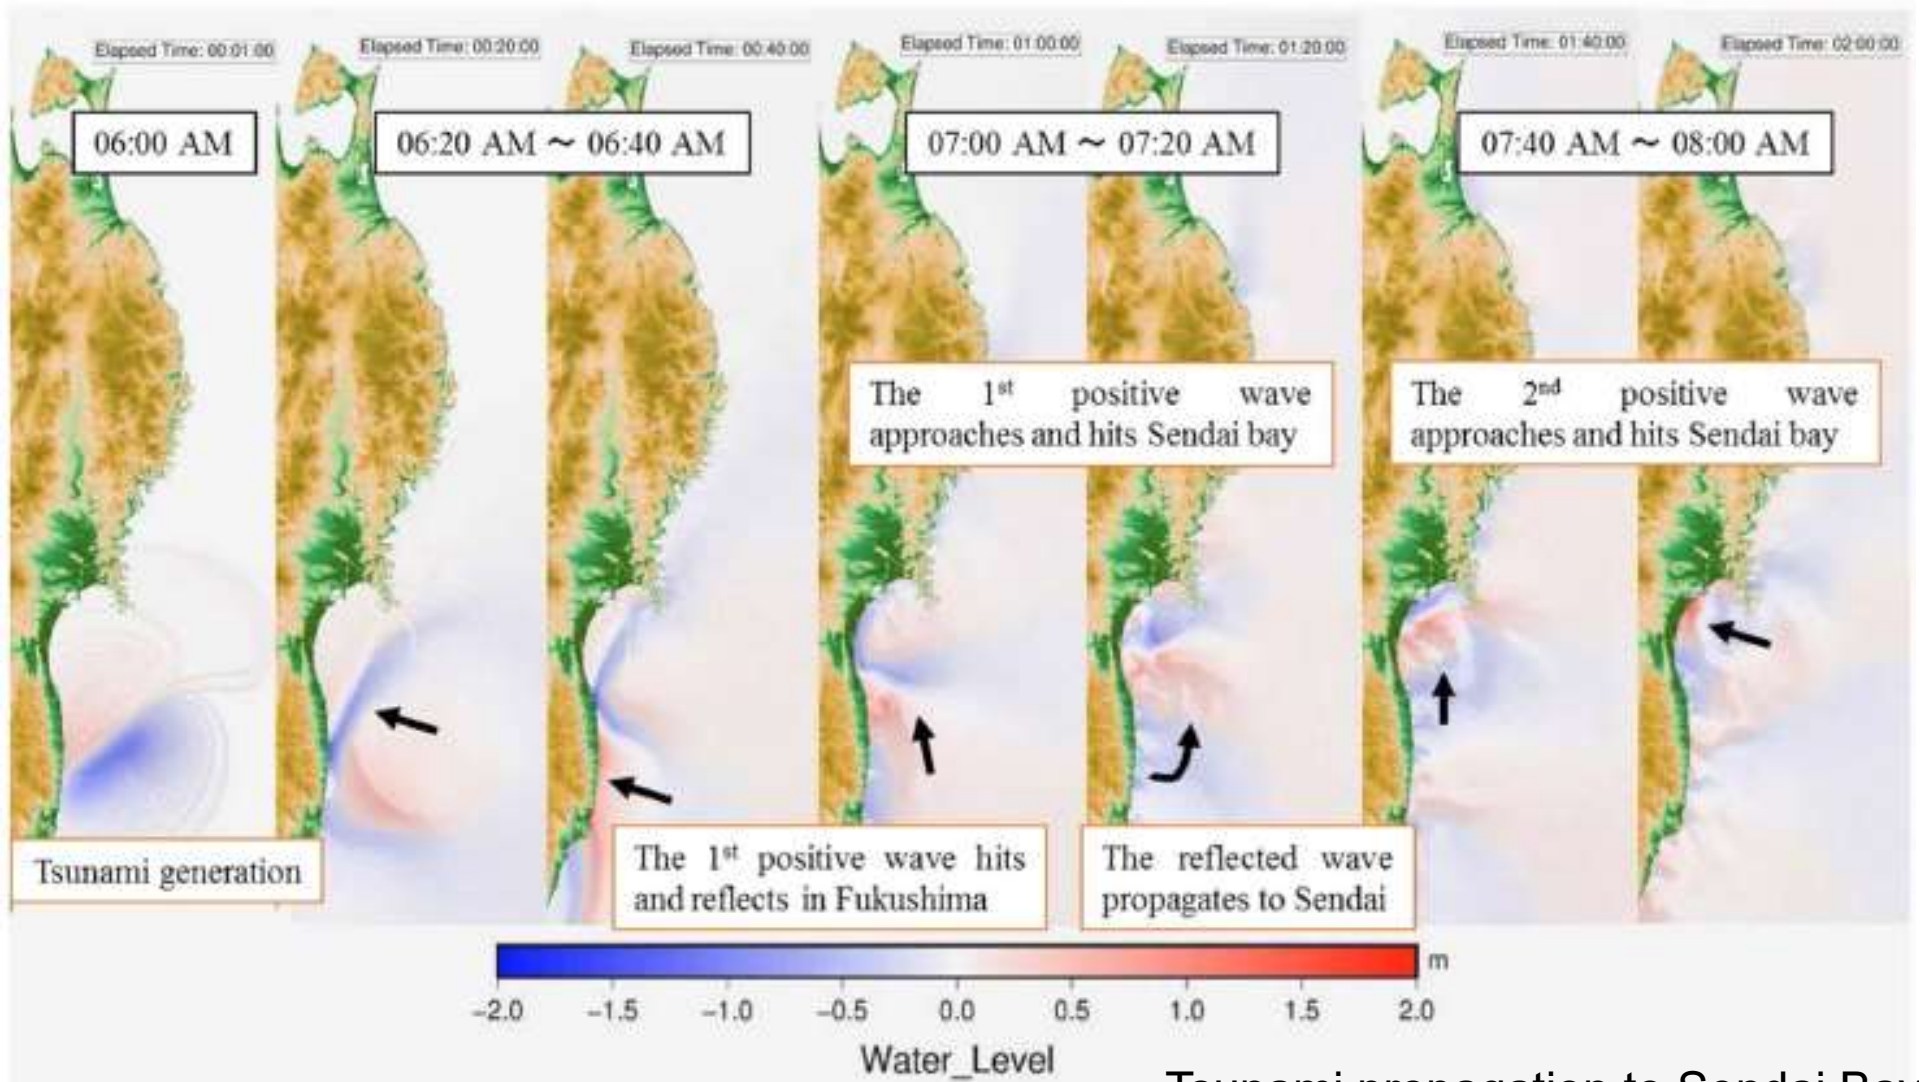 Elapsed Time: 00:01:00
Elapsed Time: 00:20:00
Elapsed Time: 00:40:00
Elapsed Time: 01:00:00
Elapsed Time: 01:20:00
Elapsed Time: 01:40:00
Elapsed Time: 02:00:00
06:00 AM
06:20 AM ~ 06:40 AM
07:00 AM ~ 07:20 AM
07:40 AM ~ 08:00 AM
The 1st positive wave
approaches and hits Sendai bay
The 2nd positive wave
approaches and hits Sendai bay
Tsunami generation
The 1st positive wave hits
and reflects in Fukushima
The reflected wave
propagates to Sendai
m
−2.0 −1.5 −1.0 −0.5 0.0 0.5 1.0 1.5 2.0
Water_Level
Tsunami propagation to Sendai Bay